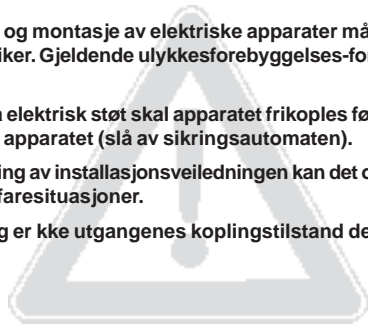 og montasje av elektriske apparater må
iker. Gjeldende ulykkesforebyggelses-for
elektrisk støt skal apparatet frikoples fø
apparatet (slå av sikringsautomaten).
ing av installasjonsveiledningen kan det o
faresituasjoner.
g er kke utgangenes koplingstilstand de